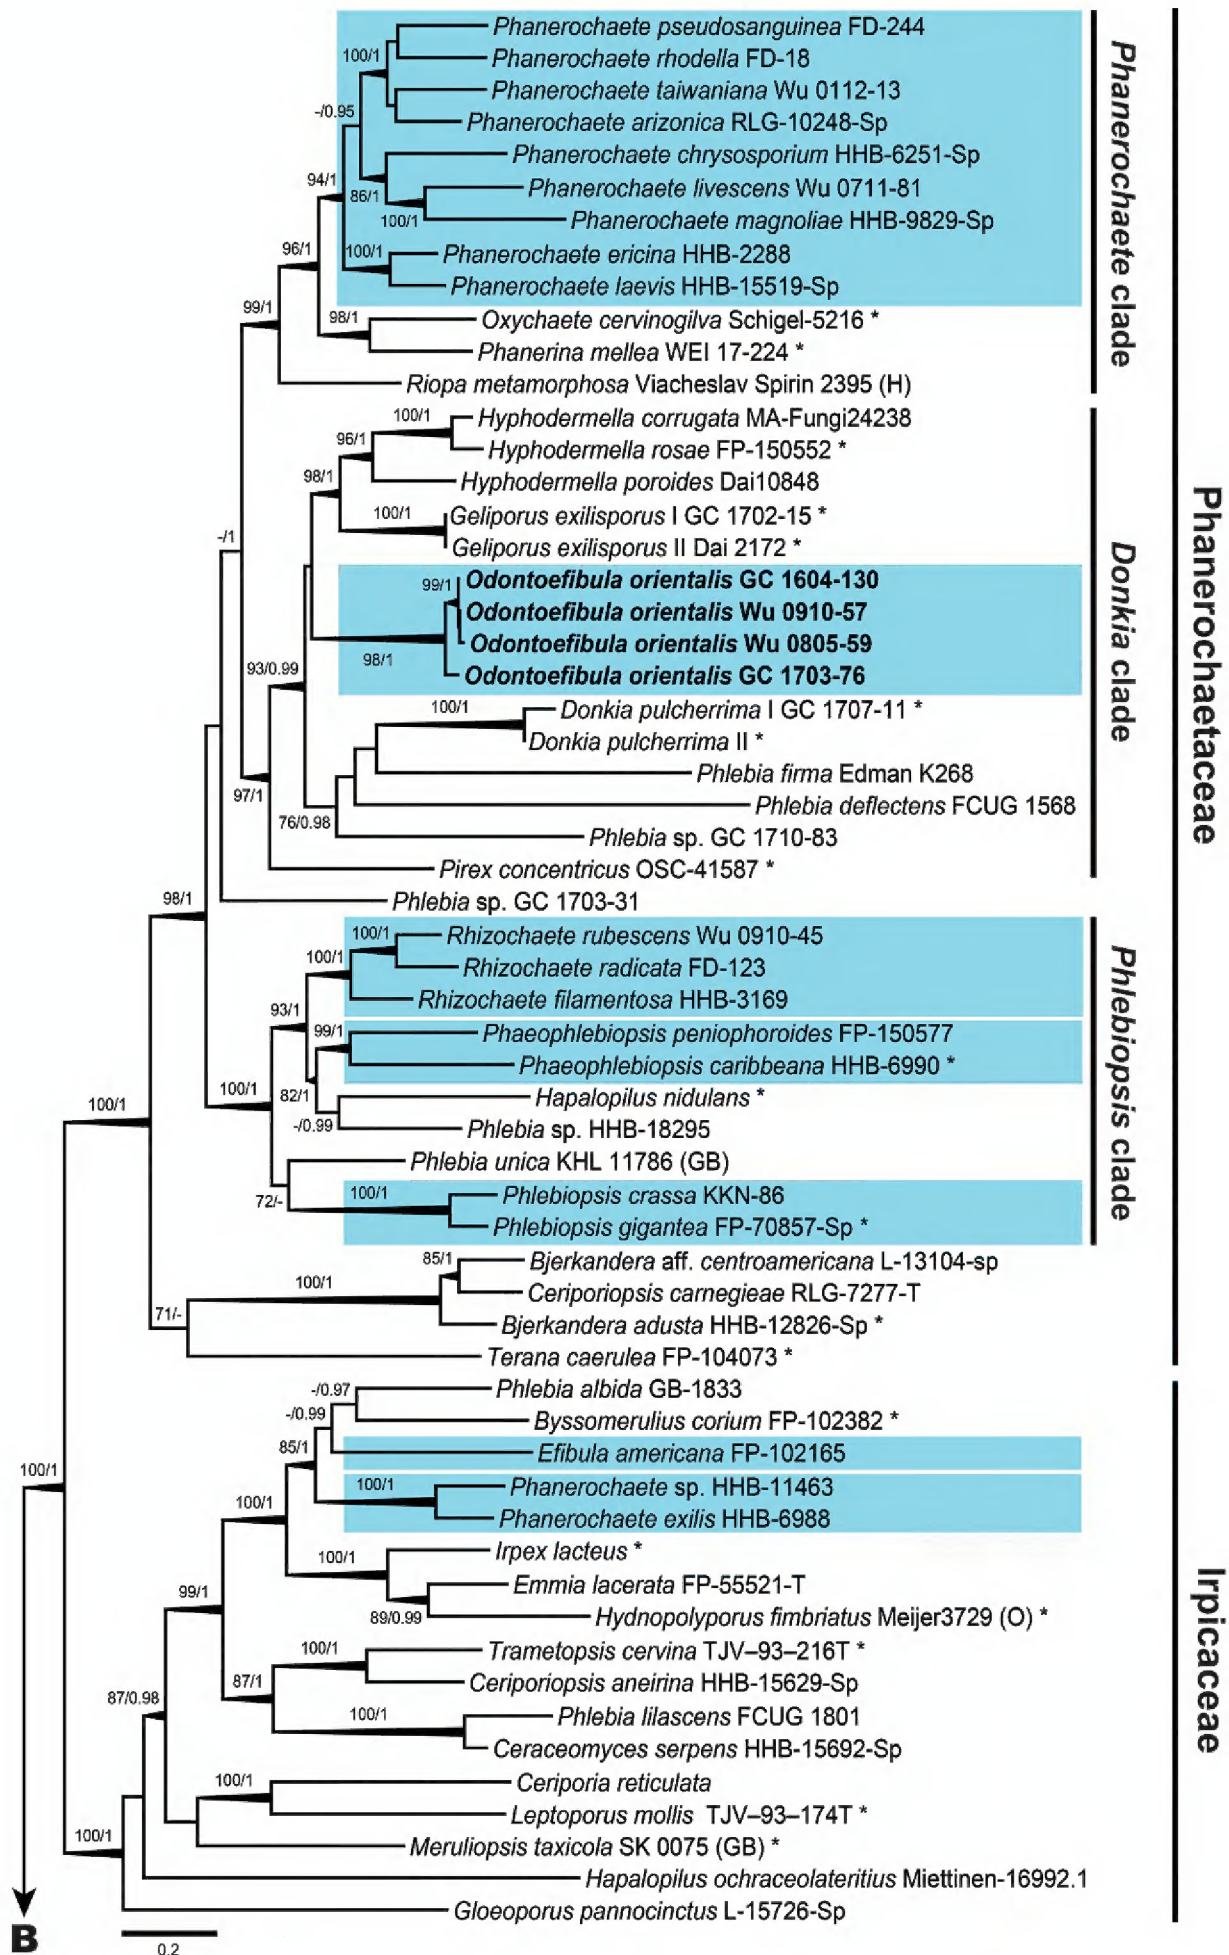 Phanerochaete pseudosanguinea FD-244
100/1
Phanerochaete rhodella FD-18
Phanerochaete taiwaniana Wu 0112-13
-/0.95
Phanerochaete arizonica RLG-10248-Sp
Phanerochaete chrysosporium HHB-6251-Sp
94/1
86/1
Phanerochaete livescens Wu 0711-81
100/1
Phanerochaete magnoliae HHB-9829-Sp
96/1
100/1
Phanerochaete ericina HHB-2288
Phanerochaete laevis HHB-15519-Sp
Phanerochaete clade
99/1
98/1
Oxychaete cervinogilva Schigel-5216 *
Phanerina mellea WEI 17-224 *
Riopa metamorphosa Viacheslav Spirin 2395 (H)
100/1
Hyphodermella corrugata MA-Fungi24238
96/1
Hyphodermella rosae FP-150552 *
98/1
Hyphodermella poroides Dai10848
100/1
Geliporus exilisporus I GC 1702-15 *
-/1
Geliporus exilisporus II Dai 2172 *
99/1
Odontoefibula orientalis GC 1604-130
Odontoefibula orientalis Wu 0910-57
Odontoefibula orientalis Wu 0805-59
98/1
93/0.99
Odontoefibula orientalis GC 1703-76
Donkia clade
Phanerochaetaceae
100/1
Donkia pulcherrima I GC 1707-11 *
Donkia pulcherrima II *
Phlebia firma Edman K268
97/1
76/0.98
Phlebia deflectens FCUG 1568
Phlebia sp. GC 1710-83
Pirex concentricus OSC-41587 *
98/1
Phlebia sp. GC 1703-31
100/1
Rhizochaete rubescens Wu 0910-45
100/1
Rhizochaete radicata FD-123
Rhizochaete filamentosa HHB-3169
93/1
99/1
Phaeophlebiopsis peniophoroides FP-150577
Phaeophlebiopsis caribbeana HHB-6990 *
100/1
100/1
82/1
Hapalopilus nidulans *
-/0.99
Phlebia sp. HHB-18295
Phlebia unica KHL 11786 (GB)
72/-
100/1
Phlebiopsis crassa KKN-86
Phlebiopsis gigantea FP-70857-Sp *
Phlebiopsis clade
85/1
Bjerkandera aff. centroamericana L-13104-sp
100/1
Ceriporiopsis carnegieae RLG-7277-T
71/-
Bjerkandera adusta HHB-12826-Sp *
Terana caerulea FP-104073 *
-/0.97
Phlebia albida GB-1833
-/0.99
Byssomerulius corium FP-102382 *
85/1
Efibula americana FP-102165
100/1
100/1
Phanerochaete sp. HHB-11463
100/1
Phanerochaete exilis HHB-6988
100/1
Irpex lacteus *
Emmia lacerata FP-55521-T
99/1
89/0.99
Hydnopolyporus fimbriatus Meijer3729 (O) *
100/1
Trametopsis cervina TJV–93–216T *
87/1
Ceriporiopsis aneirina HHB-15629-Sp
87/0.98
100/1
Phlebia lilascens FCUG 1801
Ceraceomyces serpens HHB-15692-Sp
Irpicaceae
100/1
Ceriporia reticulata
Leptoporus mollis TJV–93–174T *
100/1
Meruliopsis taxicola SK 0075 (GB) *
Hapalopilus ochraceolateritius Miettinen-16992.1
Gloeoporus pannocinctus L-15726-Sp
B
0.2